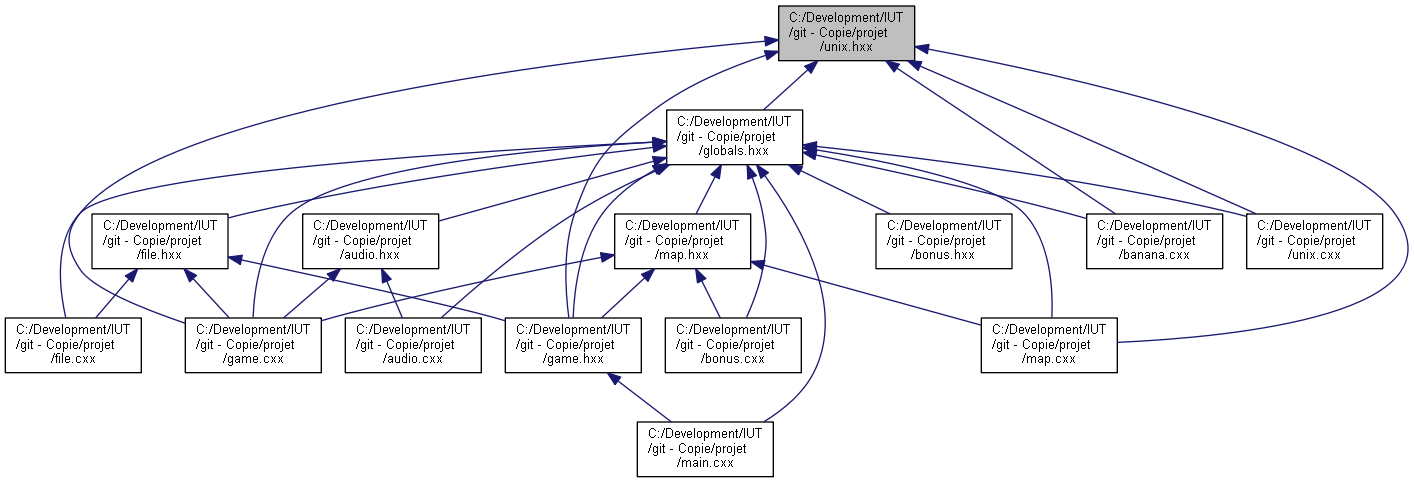 C:/Development/IUT
/git - Copie/projet
/unix.hxx
C:/Development/IUT
/git - Copie/projet
/globals.hxx
C:/Development/IUT
/git - Copie/projet
/file.hxx
C:/Development/IUT
/git - Copie/projet
/audio.hxx
C:/Development/IUT
/git - Copie/projet
/map.hxx
C:/Development/IUT
/git - Copie/projet
/bonus.hxx
C:/Development/IUT
/git - Copie/projet
/banana.cxx
C:/Development/IUT
/git - Copie/projet
/unix.cxx
C:/Development/IUT
/git - Copie/projet
/file.cxx
C:/Development/IUT
/git - Copie/projet
/game.cxx
C:/Development/IUT
/git - Copie/projet
/audio.cxx
C:/Development/IUT
/git - Copie/projet
/game.hxx
C:/Development/IUT
/git - Copie/projet
/bonus.cxx
C:/Development/IUT
/git - Copie/projet
/map.cxx
C:/Development/IUT
/git - Copie/projet
/main.cxx